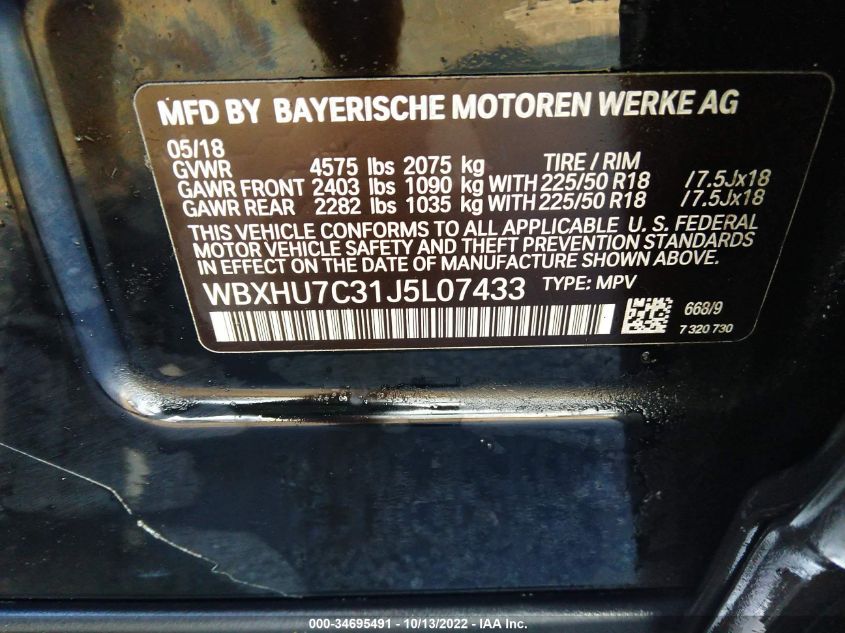 MFD BY BAYERISCHE MOTOREN WERKE AG
05/18
GVWR 4575 lbs 2075 kg TIRE / RIM
GAWR FRONT 2403 lbs 1090 kg WITH 225/50 R18 /7.5Jx18
GAWR REAR 2282 lbs 1035 kg WITH 225/50 R18 /7.5Jx18
THIS VEHICLE CONFORMS TO ALL APPLICABLE U. S. FEDERAL
MOTOR VEHICLE SAFETY AND THEFT PREVENTION STANDARDS
IN EFFECT ON THE DATE OF MANUFACTURE SHOWN ABOVE.
WBXHU7C31J5L07433 TYPE: MPV
668/9
7 320 730
000-34695491 - 10/13/2022 - IAA Inc.